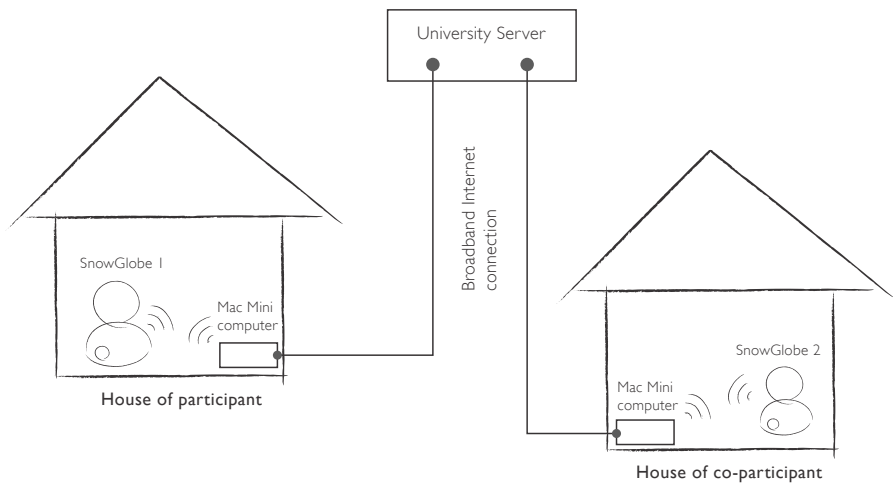 University Server
Broadband Internet
connection
SnowGlobe 1
Mac Mini
computer
House of participant
SnowGlobe 2
Mac Mini
computer
House of co-participant